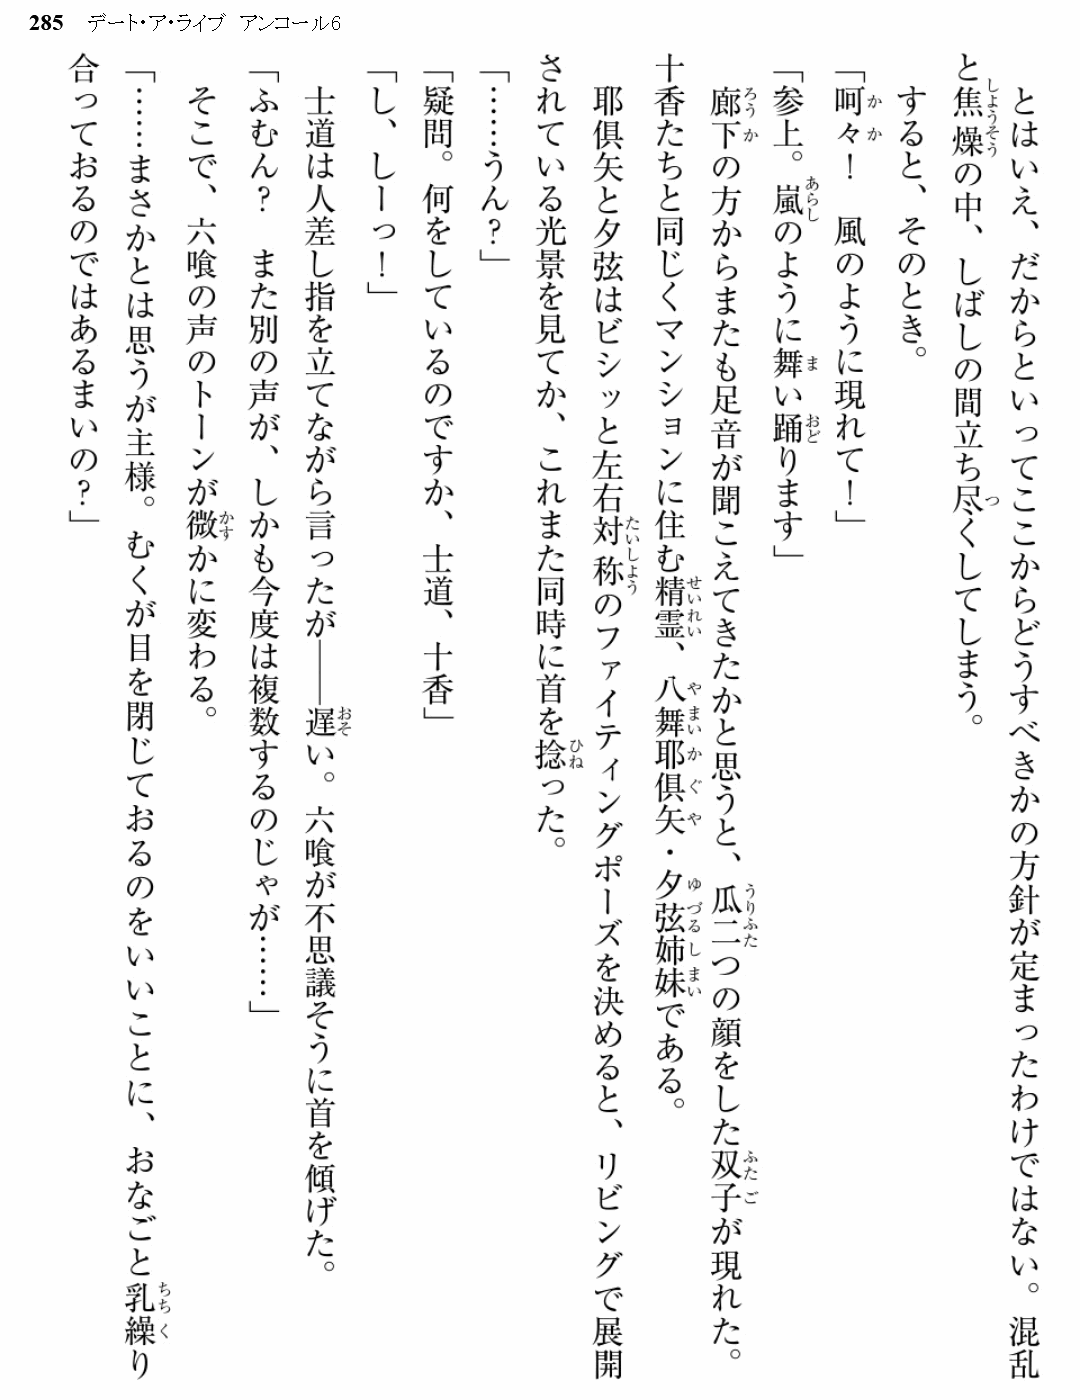 285 デート・ア・ライブ アンコール6
　とはいえ、だからといってここからどうすべきかの方針が定まったわけではない。混乱
と焦燥の中、しばしの間立ち尽くしてしまう。
　すると、そのとき。
「呵々！　風のように現れて！」
「参上。嵐のように舞い踊ります」
　廊下の方からまたも足音が聞こえてきたかと思うと、瓜二つの顔をした双子が現れた。
十香たちと同じくマンションに住む精霊、八舞耶倶矢・夕弦姉妹である。
　耶倶矢と夕弦はビシッと左右対称のファイティングポーズを決めると、リビングで展開
されている光景を見てか、これまた同時に首を捻った。
「……うん？」
「疑問。何をしているのですか、士道、十香」
「し、しーっ！」
　士道は人差し指を立てながら言ったが――遅い。六喰が不思議そうに首を傾げた。
「ふむん？　また別の声が、しかも今度は複数するのじゃが……」
　そこで、六喰の声のトーンが微かに変わる。
「……まさかとは思うが主様。むくが目を閉じておるのをいいことに、おなごと乳繰り
合っておるのではあるまいの？」